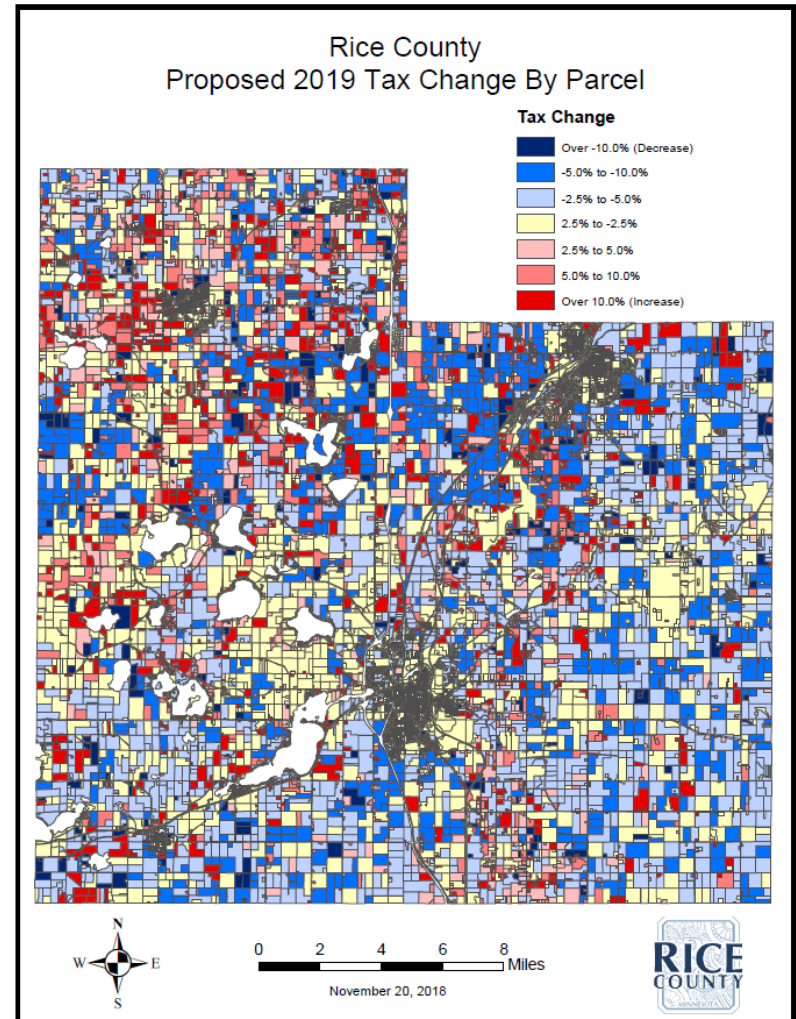 Rice County
Proposed 2019 Tax Change By Parcel
Tax Change
Over -10.0% (Decrease)
-5.0% to -10.0%
-2.5% to -5.0%
2.5% to -2.5%
2.5% to 5.0%
5.0% to 10.0%
Over 10.0% (Increase)
N
W E
S
0 2 4 6 8
Miles
November 20, 2018
RICE
COUNTY
MINNESOTA